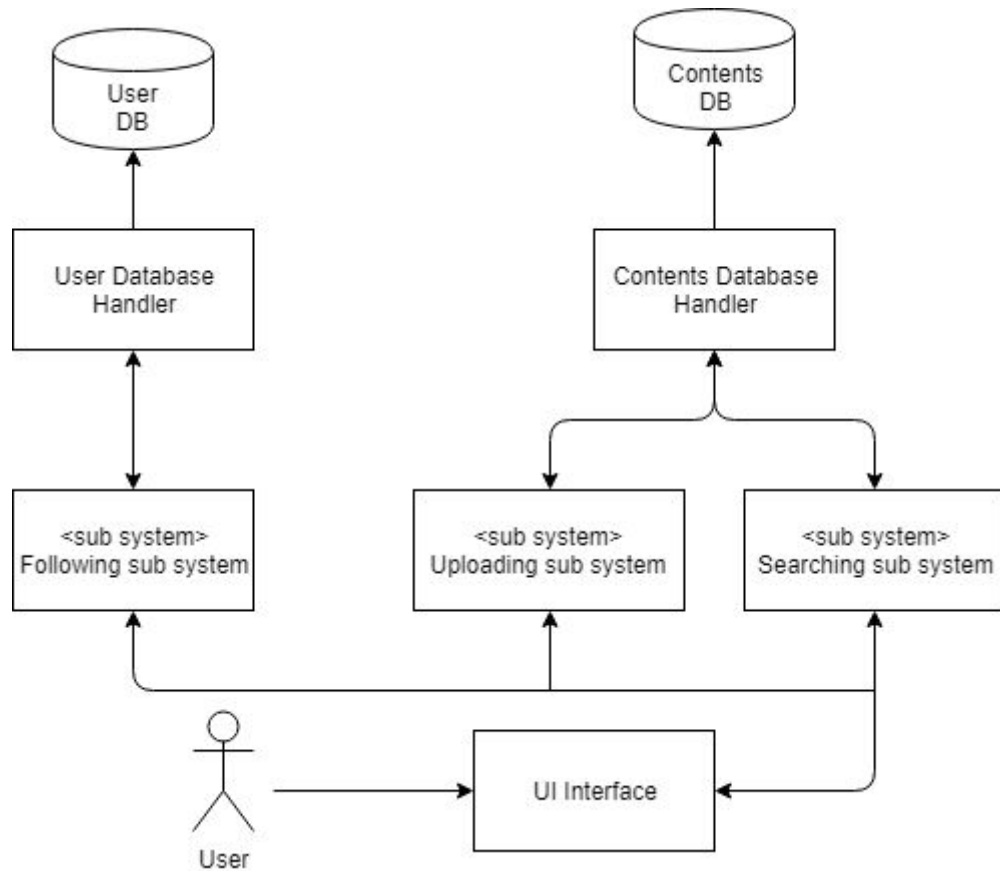 User
DB
Contents
DB
User Database
Handler
Contents Database
Handler
<sub system>
Following sub system
<sub system>
Uploading sub system
<sub system>
Searching sub system
UI Interface
User